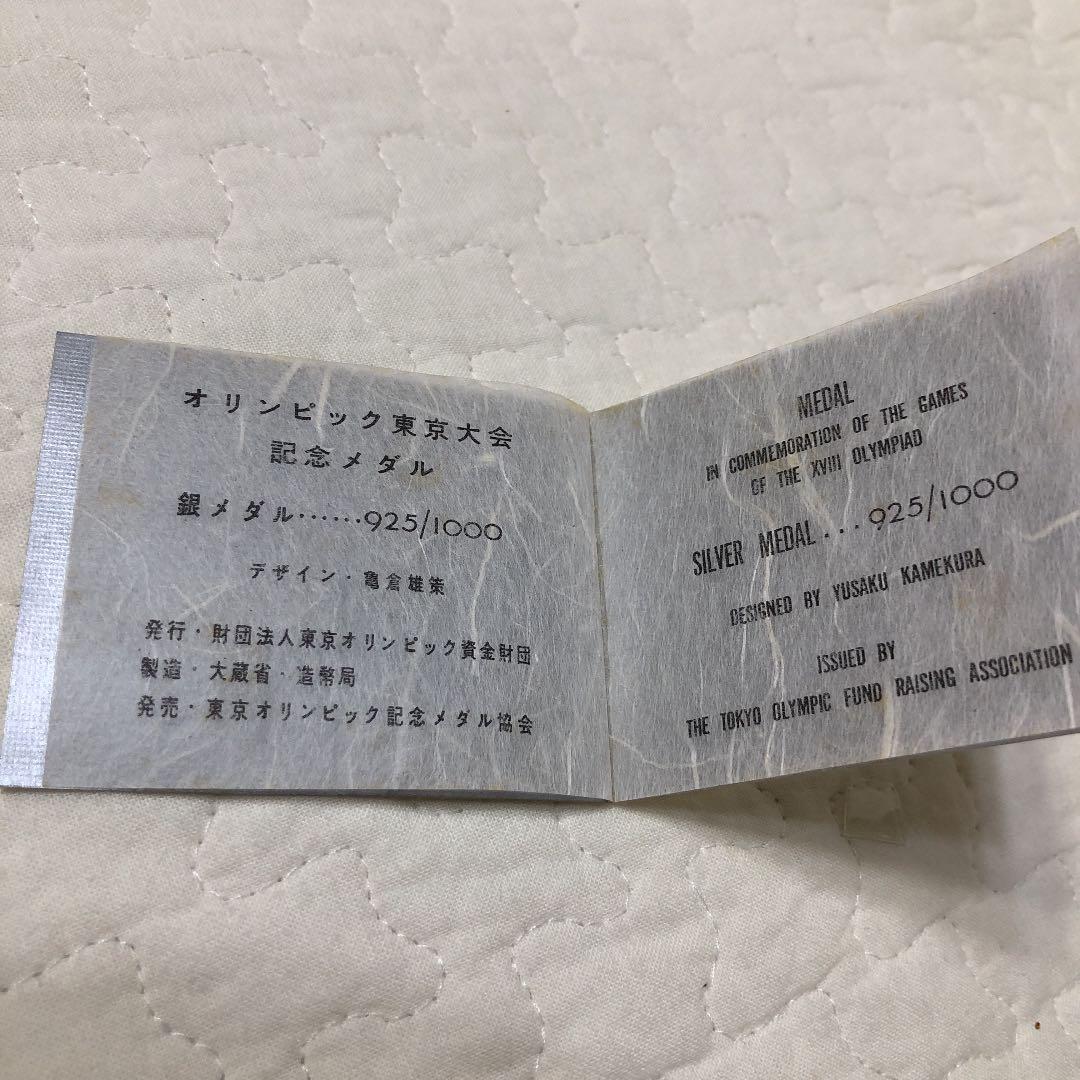 オリンピック東京大会
記念メダル
銀メダル……925/1000
デザイン・亀倉雄策
発行・財団法人東京オリンピック資金財団
製造・大蔵省・造幣局
発売・東京オリンピック記念メダル協会
MEDAL
IN COMMEMORATION OF THE GAMES
OF THE XVIII OLYMPIAD
SILVER MEDAL...925/1000
DESIGNED BY YUSAKU KAMEKURA
ISSUED BY
THE TOKYO OLYMPIC FUND RAISING ASSOCIATION